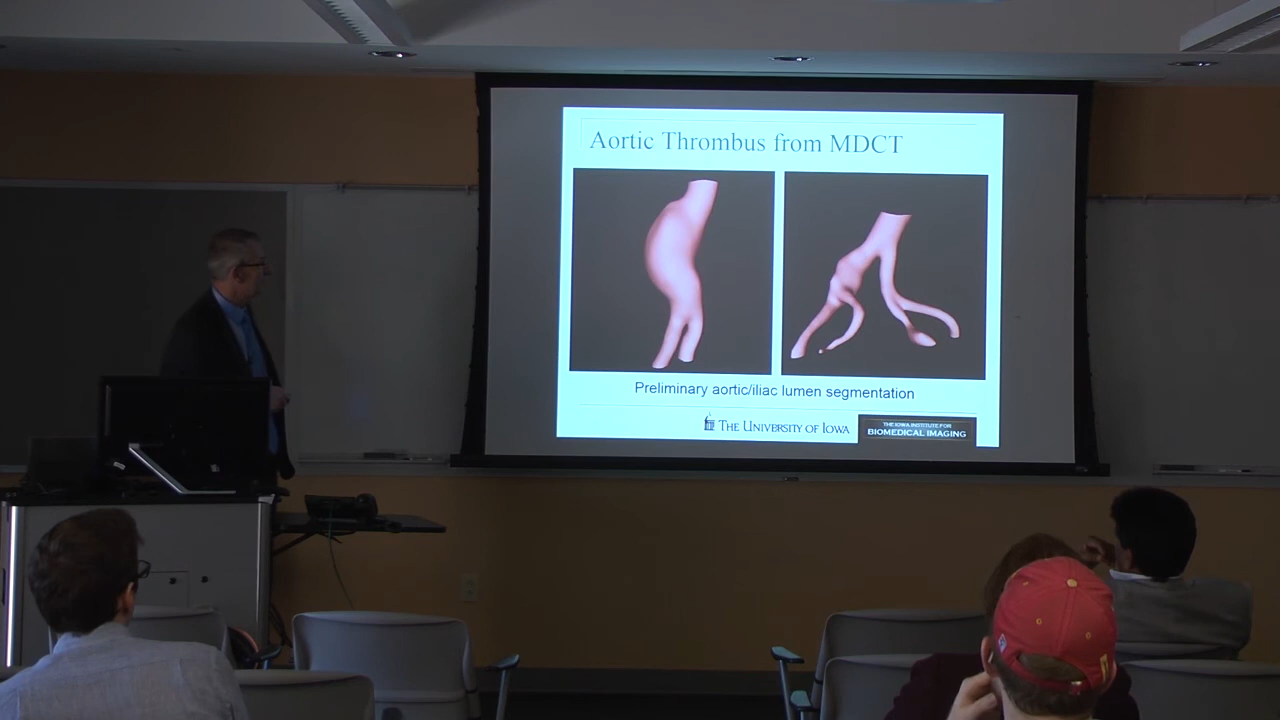 Aortic Thrombus from MDCT
Preliminary aortic/iliac lumen segmentation
THE UNIVERSITY OF IOWA
THE IOWA INSTITUTE FOR
BIOMEDICAL IMAGING